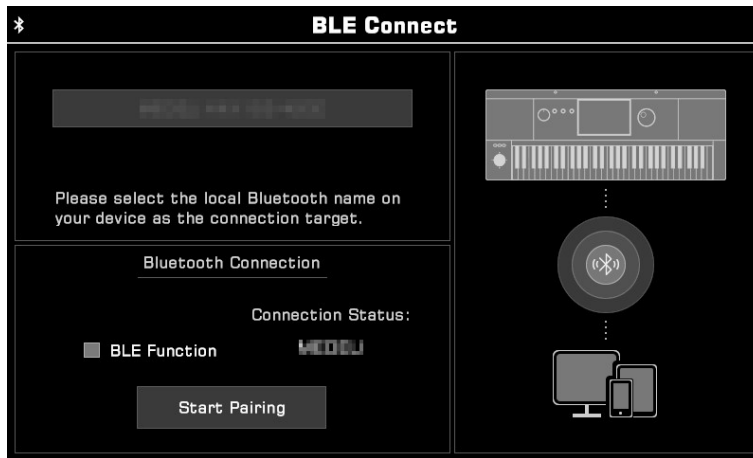 BLE Connect
Please select the local Bluetooth name on
your device as the connection target.
Bluetooth Connection
Connection Status:
BLE Function
Start Pairing